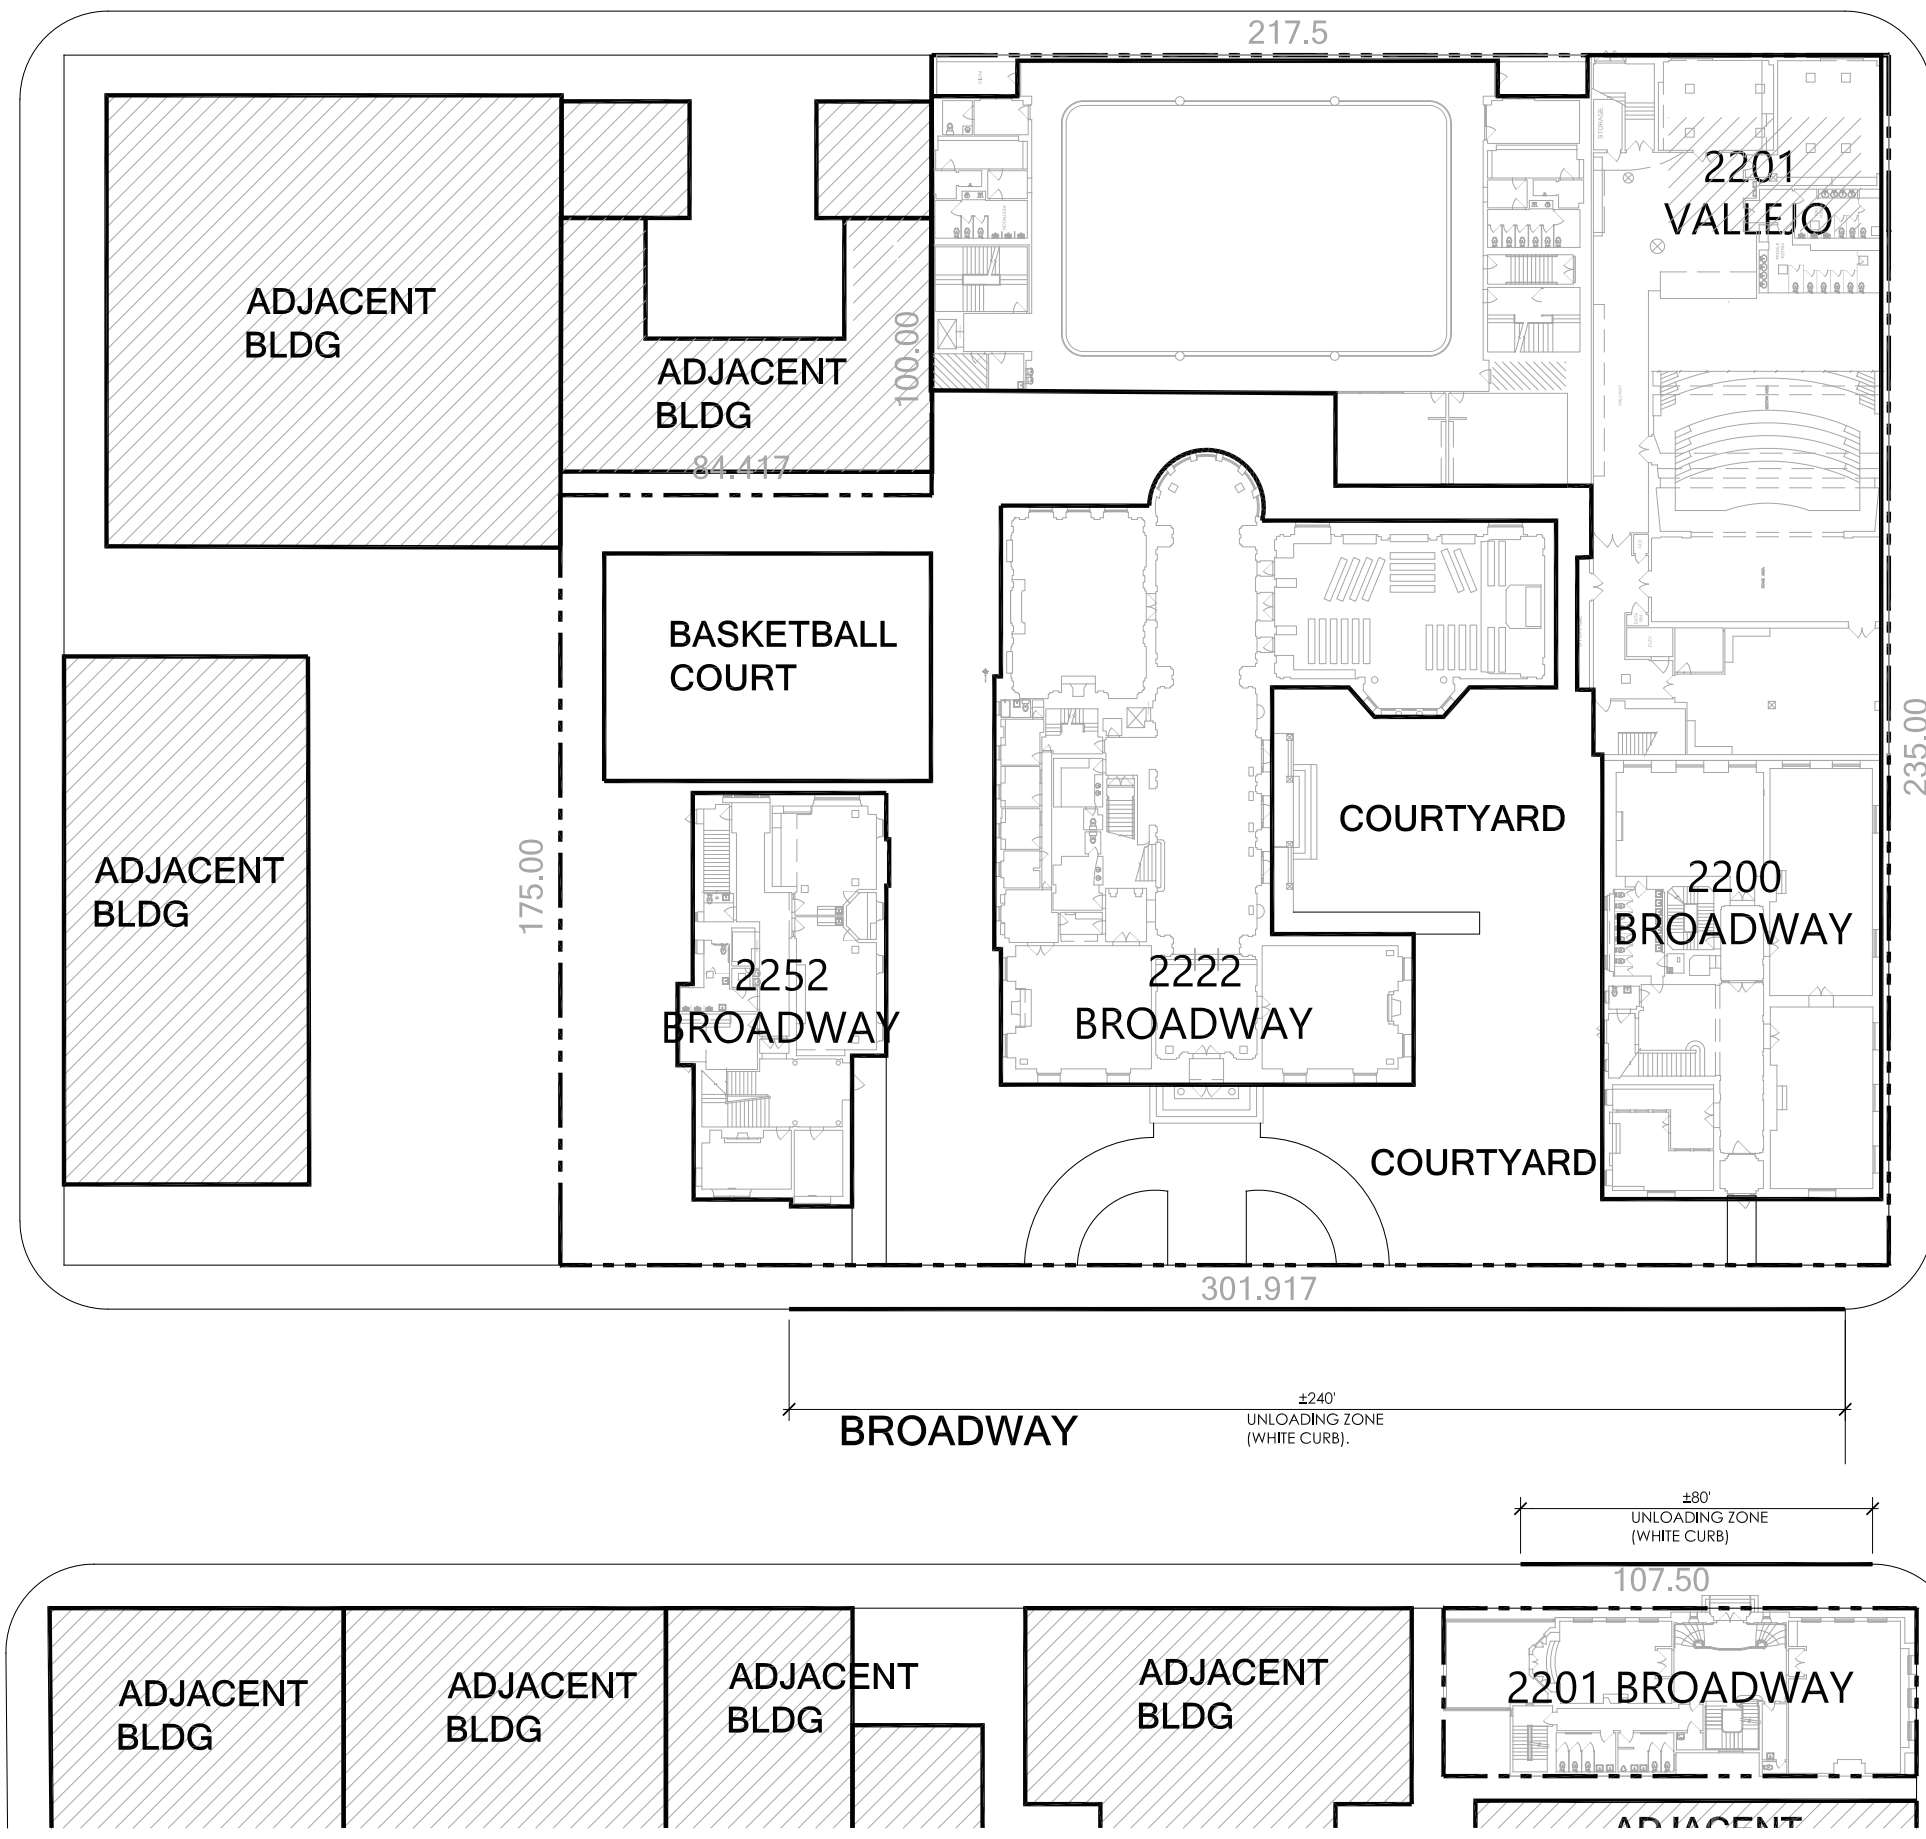 217.5
STORAGE
2201
VALLEJO
ADJACENT
BLDG
100.00
ADJACENT
BLDG
84.417
BASKETBALL
COURT
235.00
COURTYARD
ADJACENT
BLDG
175.00
2200
BROADWAY
2252
BROADWAY
2222
BROADWAY
COURTYARD
301.917
±240'
UNLOADING ZONE
(WHITE CURB).
BROADWAY
±80'
UNLOADING ZONE
(WHITE CURB)
107.50
ADJACENT
BLDG
ADJACENT
BLDG
ADJACENT
BLDG
ADJACENT
BLDG
2201 BROADWAY
ADJACENT